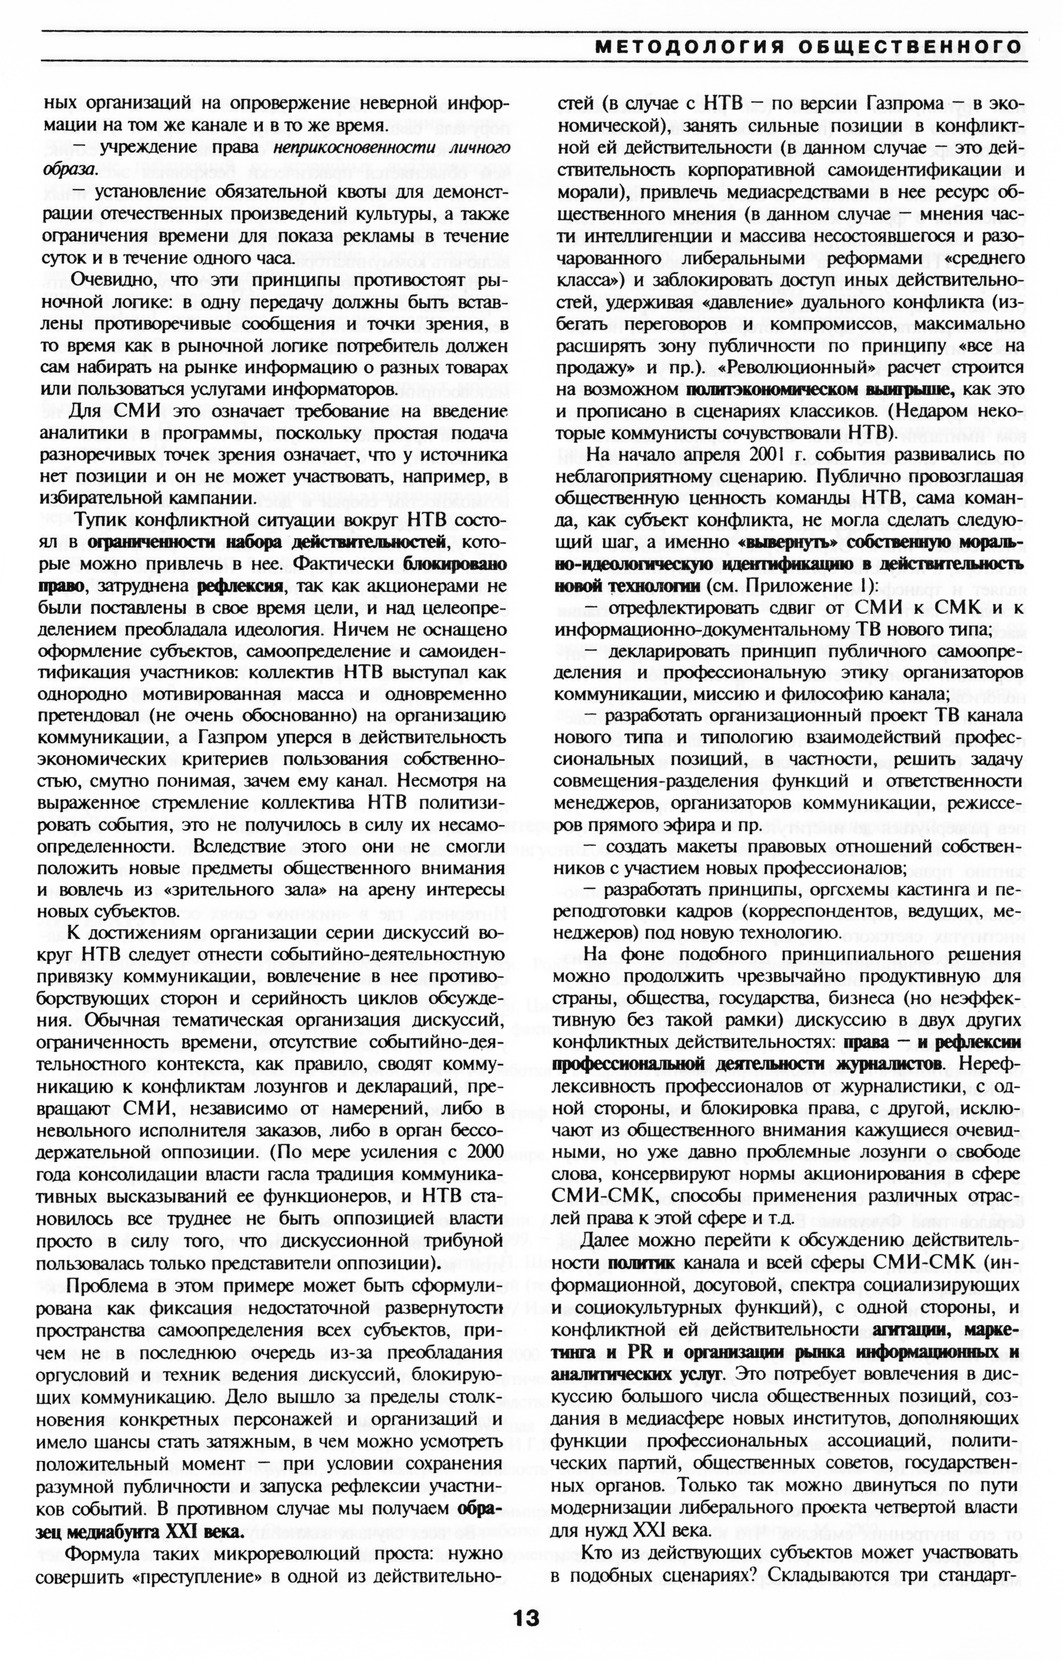 МЕТОДОЛОГИЯ ОБЩЕСТВЕННОГО
ных организаций на опровержение неверной инфор-
мации на том же канале и в то же время.
— учреждение права неприкосновенности личного
образа.
— установление обязательной квоты для демонст-
рации отечественных произведений культуры, а также
ограничения времени для показа рекламы в течение
суток и в течение одного часа.
Очевидно, что эти принципы противостоят ры-
ночной логике: в одну передачу должны быть встав-
лены противоречивые сообщения и точки зрения, в
то время как в рыночной логике потребитель должен
сам набирать на рынке информацию о разных товарах
или пользоваться услугами информаторов.
Для СМИ это означает требование на введение
аналитики в программы, поскольку простая подача
разноречивых точек зрения означает, что у источника
нет позиции и он не может участвовать, например, в
избирательной кампании.
Тупик конфликтной ситуации вокруг НТВ состо-
ял в ограниченности набора действительностей, кото-
рые можно привлечь в нее. Фактически блокировано
право, затруднена рефлексия, так как акционерами не
были поставлены в свое время цели, и над целеопре-
делением преобладала идеология. Ничем не оснащено
оформление субъектов, самоопределение и самоиден-
тификация участников: коллектив НТВ выступал как
однородно мотивированная масса и одновременно
претендовал (не очень обоснованно) на организацию
коммуникации, а Газпром уперся в действительность
экономических критериев пользования собственно-
стью, смутно понимая, зачем ему канал. Несмотря на
выраженное стремление коллектива НТВ политизи-
ровать события, это не получилось в силу их несамо-
определенности. Вследствие этого они не смогли
положить новые предметы общественного внимания
и вовлечь из «зрительного зала» на арену интересы
новых субъектов.
К достижениям организации серии дискуссий во-
круг НТВ следует отнести событийно-деятельностную
привязку коммуникации, вовлечение в нее противо-
борствующих сторон и серийность циклов обсужде-
ния. Обычная тематическая организация дискуссий,
ограниченность времени, отсутствие событийно-дея-
тельностного контекста, как правило, сводят комму-
никацию к конфликтам лозунгов и деклараций, пре-
вращают СМИ, независимо от намерений, либо в
невольного исполнителя заказов, либо в орган бессо-
держательной оппозиции. (По мере усиления с 2000
года консолидации власти гасла традиция коммуника-
тивных высказываний ее функционеров, и НТВ ста-
новилось все труднее не быть оппозицией власти
просто в силу того, что дискуссионной трибуной
пользовалась только представители оппозиции).
Проблема в этом примере может быть сформули-
рована как фиксация недостаточной развернутости
пространства самоопределения всех субъектов, при-
чем не в последнюю очередь из-за преобладания
оргусловий и техник ведения дискуссий, блокирую-
щих коммуникацию. Дело вышло за пределы столк-
новения конкретных персонажей и организаций и
имело шансы стать затяжным, в чем можно усмотреть
положительный момент — при условии сохранения
разумной публичности и запуска рефлексии участни-
ков событий. В противном случае мы получаем обра-
зец медиабунта XXI века.
Формула таких микрореволюций проста: нужно
совершить «преступление» в одной из действительно-
стей (в случае с НТВ — по версии Газпрома — в эко-
номической), занять сильные позиции в конфликт-
ной ей действительности (в данном случае — это дей-
ствительность корпоративной самоидентификации и
морали), привлечь медиасредствами в нее ресурс об-
щественного мнения (в данном случае — мнения час-
ти интеллигенции и массива несостоявшегося и разо-
чарованного либеральными реформами «среднего
класса») и заблокировать доступ иных действительно-
стей, удерживая «давление» дуального конфликта (из-
бегать переговоров и компромиссов, максимально
расширять зону публичности по принципу «все на
продажу» и пр.). «Революционный» расчет строится
на возможном политэкономическом выигрыше, как это
и прописано в сценариях классиков. (Недаром неко-
торые коммунисты сочувствовали НТВ).
На начало апреля 2001 г. события развивались по
неблагоприятному сценарию. Публично провозглашая
общественную ценность команды НТВ, сама коман-
да, как субъект конфликта, не могла сделать следую-
щий шаг, а именно «вывернуть» собственную мораль-
но-идеологическую идентификацию в действительность
новой технологии (см. Приложение 1):
— отрефлектировать сдвиг от СМИ к СМК и к
информационно-документальному ТВ нового типа;
— декларировать принцип публичного самоопре-
деления и профессиональную этику организаторов
коммуникации, миссию и философию канала;
— разработать организационный проект ТВ канала
нового типа и типологию взаимодействий профес-
сиональных позиций, в частности, решить задачу
совмещения-разделения функций и ответственности
менеджеров, организаторов коммуникации, режиссе-
ров прямого эфира и пр.
— создать макеты правовых отношений собствен-
ников с участием новых профессионалов;
— разработать принципы, оргсхемы кастинга и пе-
реподготовки кадров (корреспондентов, ведущих, ме-
неджеров) под новую технологию.
На фоне подобного принципиального решения
можно продолжить чрезвычайно продуктивную для
страны, общества, государства, бизнеса (но неэффек-
тивную без такой рамки) дискуссию в двух других
конфликтных действительностях: права — и рефлексии
профессиональной деятельности журналистов. Нереф-
лексивность профессионалов от журналистики, с од-
ной стороны, и блокировка права, с другой, исклю-
чают из общественного внимания кажущиеся очевид-
ными, но уже давно проблемные лозунги о свободе
слова, консервируют нормы акционирования в сфере
СМИ-СМК, способы применения различных отрас-
лей права к этой сфере и т.д.
Далее можно перейти к обсуждению действитель-
ности политик канала и всей сферы СМИ-СМК (ин-
формационной, досуговой, спектра социализирующих
и социокультурных функций), с одной стороны, и
конфликтной ей действительности агитации, марке-
тинга и PR и организации рынка информационных и
аналитических услуг. Это потребует вовлечения в дис-
куссию большого числа общественных позиций, соз-
дания в медиасфере новых институтов, дополняющих
функции профессиональных ассоциаций, полити-
ческих партий, общественных советов, государствен-
ных органов. Только так можно двинуться по пути
модернизации либерального проекта четвертой власти
для нужд XXI века.
Кто из действующих субъектов может участвовать
в подобных сценариях? Складываются три стандарт-
13